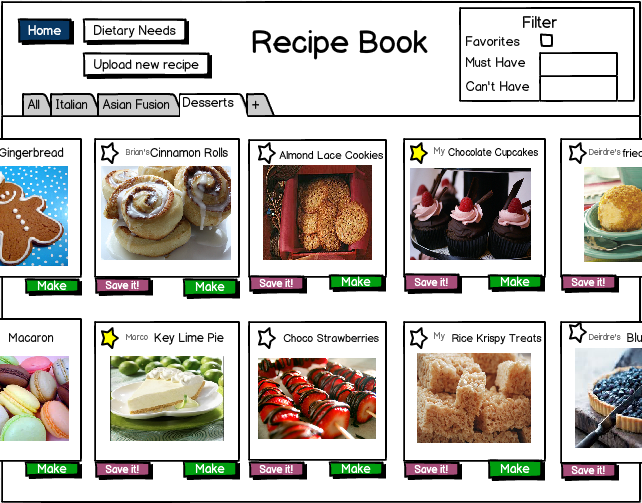 Home
Dietary Needs
Upload new recipe
Recipe Book
Filter
Favorites
Must Have
Can't Have
All
Italian
Asian Fusion
Desserts
+
Gingerbread
Brian's Cinnamon Rolls
Almond Lace Cookies
My Chocolate Cupcakes
Deirdre's fried
Make
Save it!
Make
Save it!
Make
Save it!
Make
Save it!
Macaron
Marco Key Lime Pie
Choco Strawberries
My Rice Krispy Treats
Deirdre's Blu
Make
Save it!
Make
Save it!
Make
Save it!
Make
Save it!